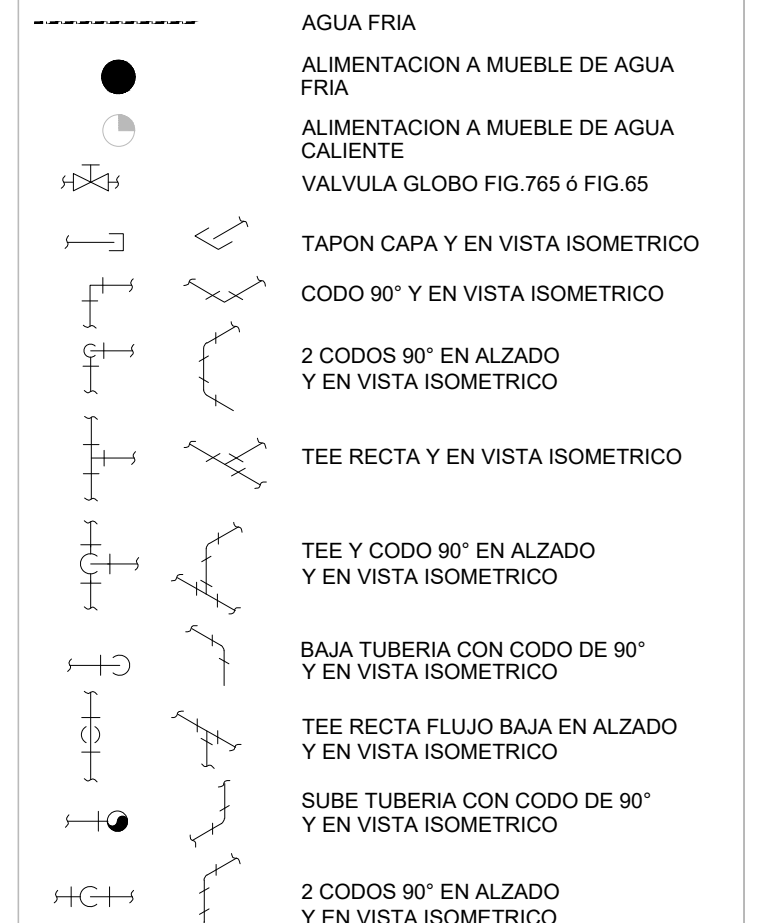 AGUA FRIA
ALIMENTACION A MUEBLE DE AGUA
FRIA
ALIMENTACION A MUEBLE DE AGUA
CALIENTE
VALVULA GLOBO FIG.765 ó FIG.65
TAPON CAPA Y EN VISTA ISOMETRICO
CODO 90° Y EN VISTA ISOMETRICO
2 CODOS 90° EN ALZADO
Y EN VISTA ISOMETRICO
TEE RECTA Y EN VISTA ISOMETRICO
TEE Y CODO 90° EN ALZADO
Y EN VISTA ISOMETRICO
BAJA TUBERIA CON CODO DE 90°
Y EN VISTA ISOMETRICO
TEE RECTA FLUJO BAJA EN ALZADO
Y EN VISTA ISOMETRICO
SUBE TUBERIA CON CODO DE 90°
Y EN VISTA ISOMETRICO
2 CODOS 90° EN ALZADO
Y EN VISTA ISOMETRICO